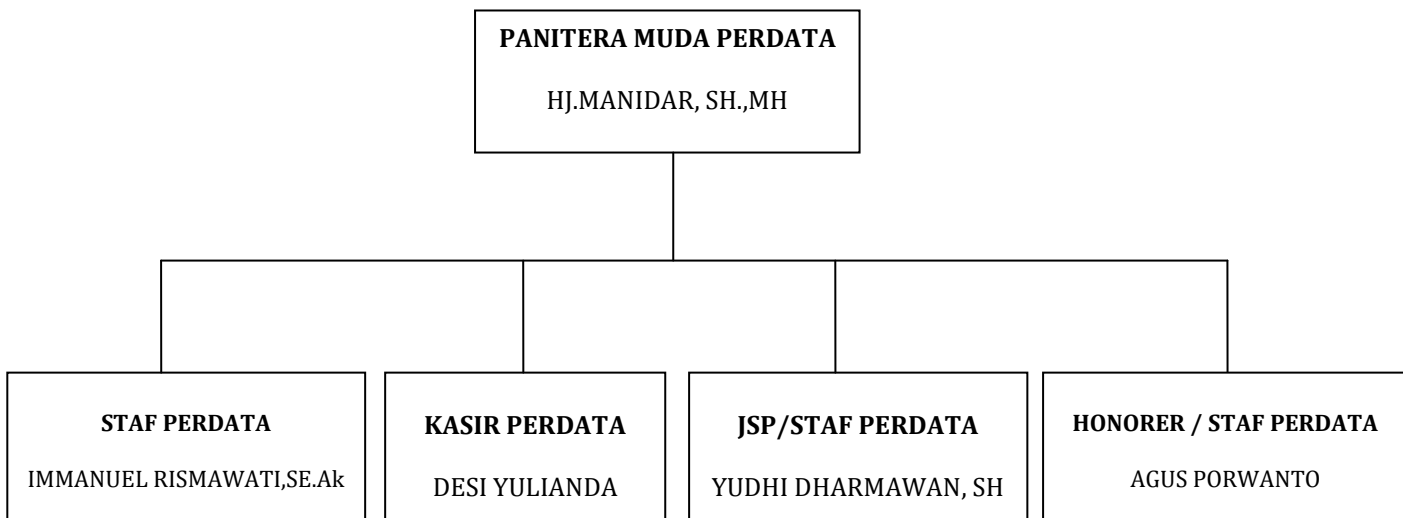 PANITERA MUDA PERDATA
HJ.MANIDAR, SH.,MH
STAF PERDATA
IMMANUEL RISMAWATI,SE.Ak
KASIR PERDATA
DESI YULIANDA
JSP/STAF PERDATA
YUDHI DHARMAWAN, SH
HONORER / STAF PERDATA
AGUS PORWANTO